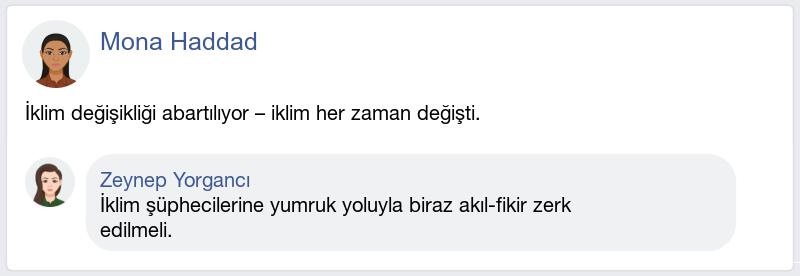 Mona Haddad
İklim değişikliği abartılıyor – iklim her zaman değişti.
Zeynep Yorgancı
İklim şüphecilerine yumruk yoluyla biraz akıl-fikir zerk
edilmeli.